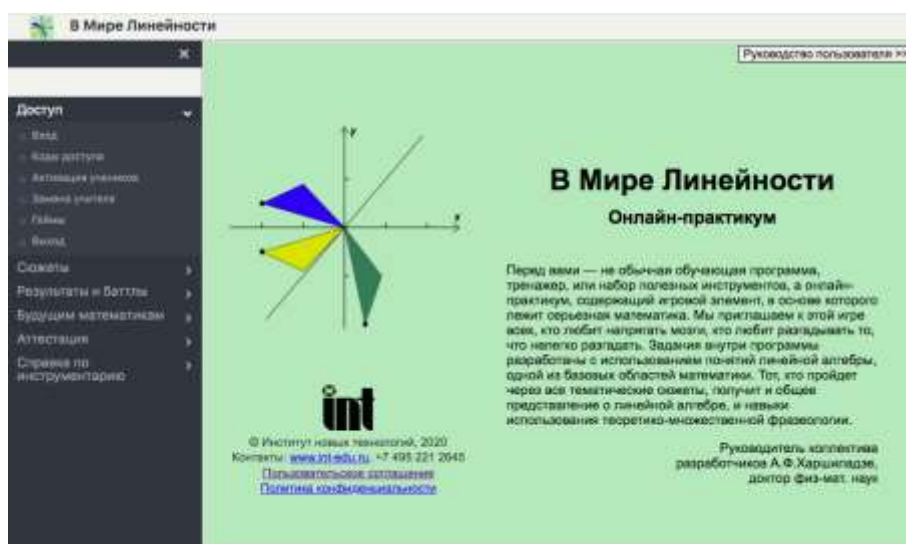 В Мире Линейности
×
Руководство пользователя >>
Доступ
Вход
Коды доступа
Активация учеников
Замена учителя
Выход
Сюжеты
Результаты и Баттлы
Будущим математикам
Аттестация
Справка по
инструментарию
y
x
int
© Институт новых технологий, 2020
Контакты: www.int-edu.ru, +7 495 221 2645
Пользовательское соглашение
Политика конфиденциальности
В Мире Линейности
Онлайн-практикум
Перед вами — не обычная обучающая программа,
тренажер, или набор полезных инструментов, а онлайн-
практикум, содержащий игровой элемент, в основе которого
лежит серьезная математика. Мы приглашаем к этой игре
всех, кто любит напрягать мозги, кто любит разгадывать то,
что нелегко разгадать. Задания внутри программы
разработаны с использованием понятий линейной алгебры,
одной из базовых областей математики. Тот, кто пройдет
через все тематические сюжеты, получит и общее
представление о линейной алгебре, и навыки
использования теоретико-множественной фразеологии.
Руководитель коллектива
разработчиков А.Ф.Харшиладзе,
доктор физ-мат. наук